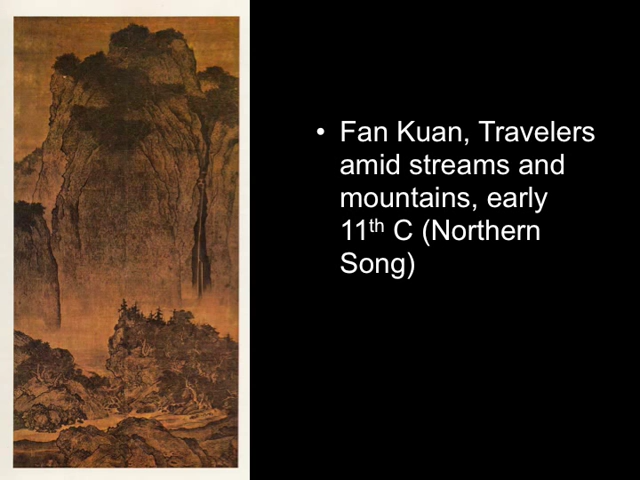 • Fan Kuan, Travelers
amid streams and
mountains, early
11th C (Northern
Song)